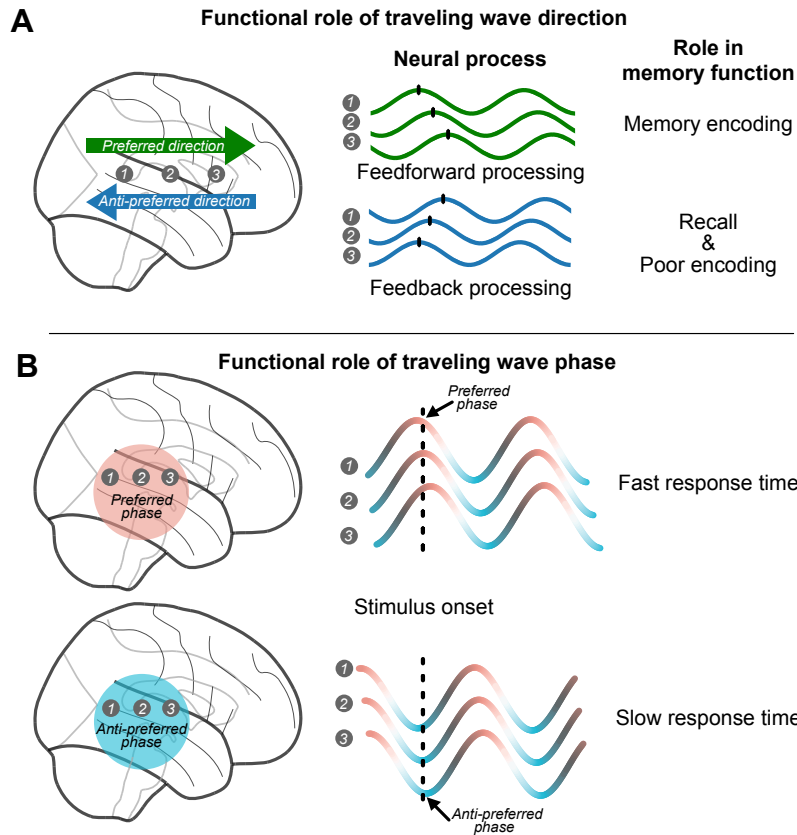 A
Functional role of traveling wave direction
Neural process
Role in
memory function
Preferred direction
1 2 3
Anti-preferred direction
1
2
3
Feedforward processing
Memory encoding
1
2
3
Feedback processing
Recall
&
Poor encoding
B
Functional role of traveling wave phase
1 2 3
Preferred
phase
Preferred
phase
1
2
3
Fast response time
Stimulus onset
1 2 3
Anti-preferred
phase
1
2
3
Anti-preferred
phase
Slow response time